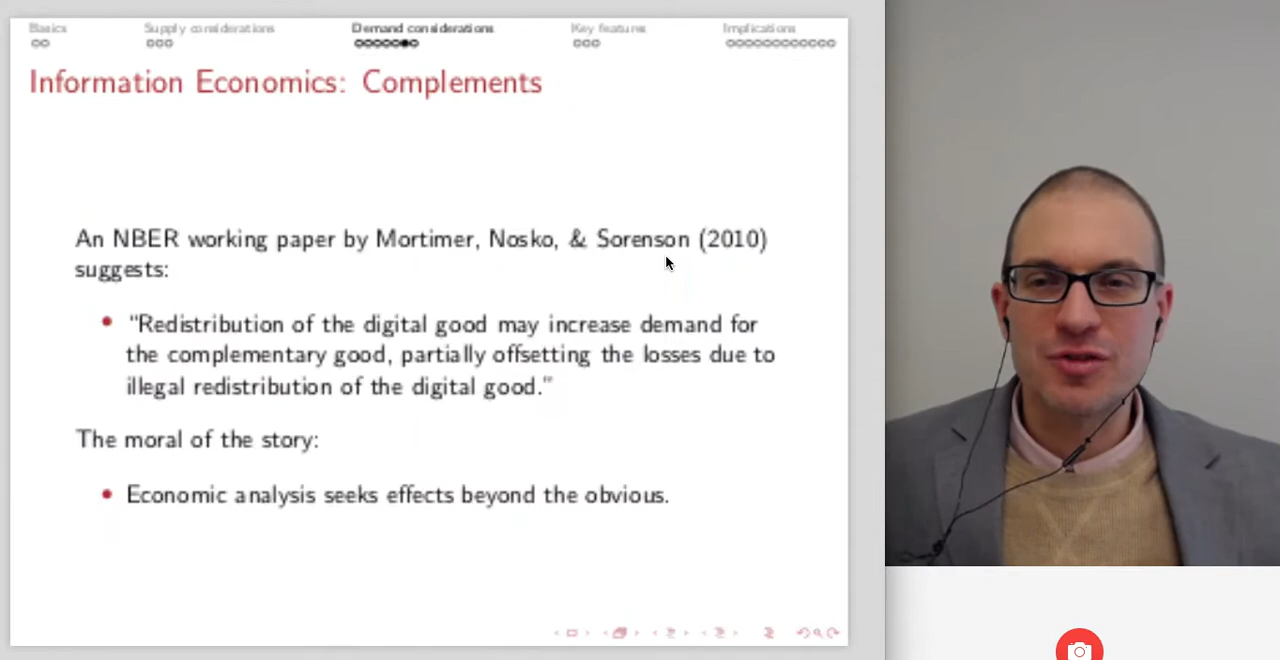 Basics Supply considerations Demand considerations Key features Implications
Information Economics: Complements
An NBER working paper by Mortimer, Nosko, & Sorenson (2010)
suggests:
• "Redistribution of the digital good may increase demand for
the complementary good, partially offsetting the losses due to
illegal redistribution of the digital good."
The moral of the story:
• Economic analysis seeks effects beyond the obvious.